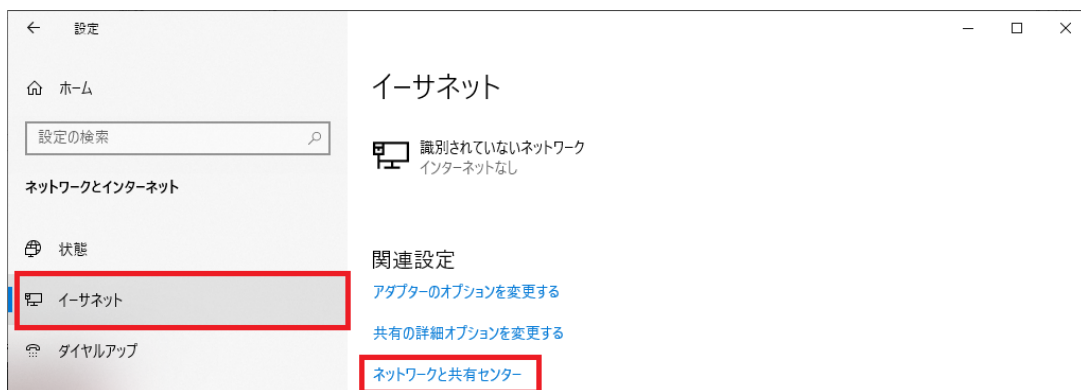 設定
ホーム
設定の検索
ネットワークとインターネット
状態
イーサネット
ダイヤルアップ
イーサネット
識別されていないネットワーク
インターネットなし
関連設定
アダプターのオプションを変更する
共有の詳細オプションを変更する
ネットワークと共有センター